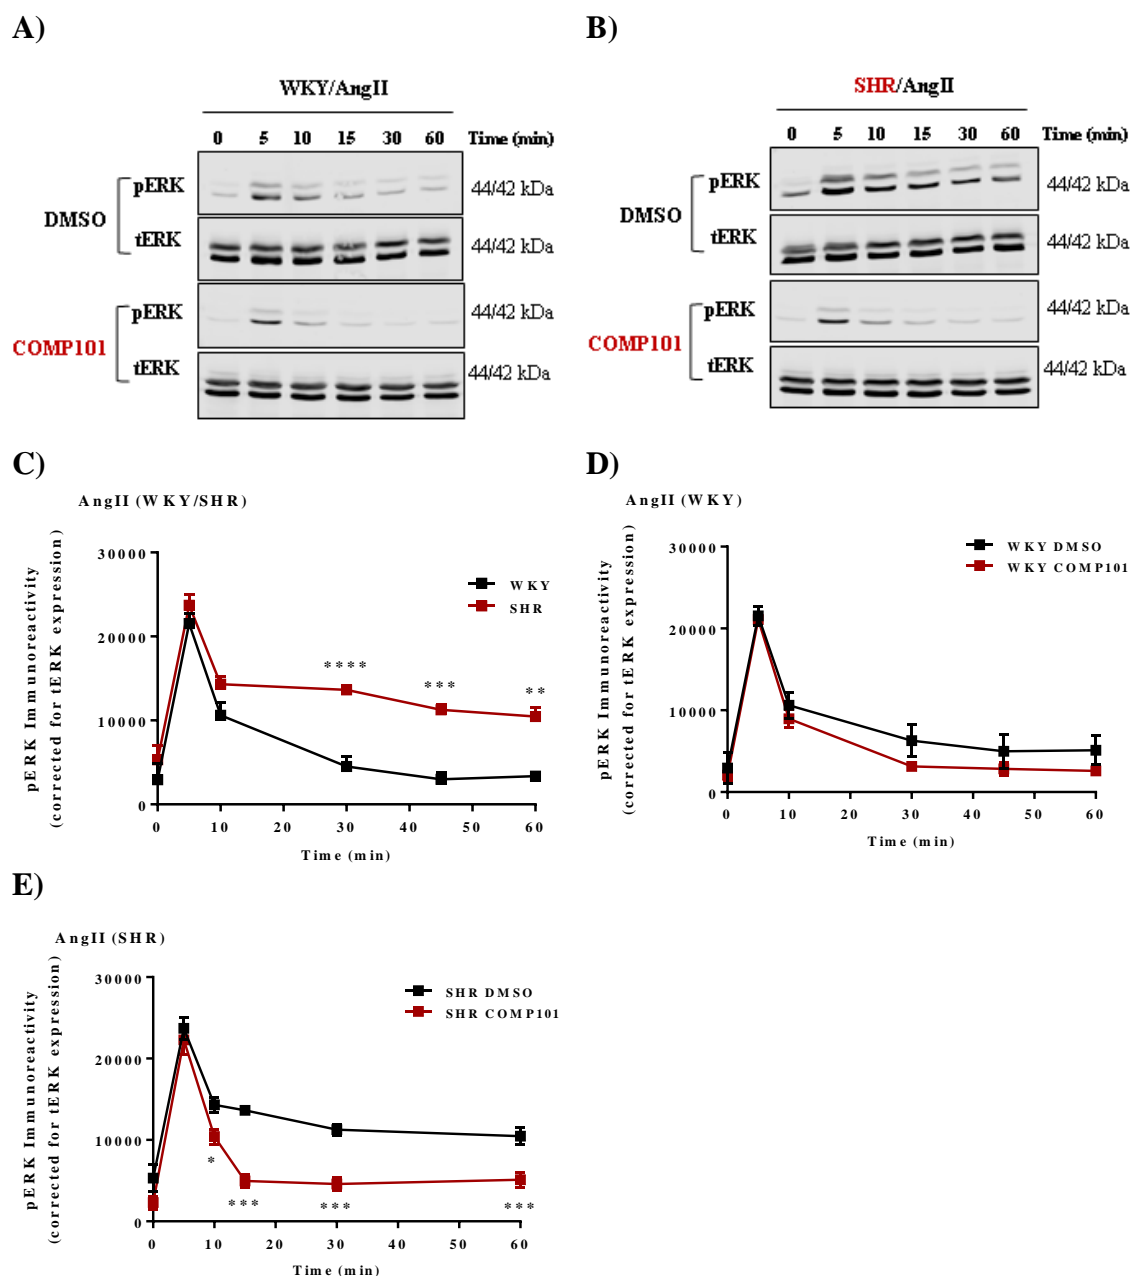 A)
WKY/AngII
0 5 10 15 30 60 Time (min)
DMSO
pERK 44/42 kDa
tERK 44/42 kDa
COMP101
pERK 44/42 kDa
tERK 44/42 kDa
B)
SHR/AngII
0 5 10 15 30 60 Time (min)
DMSO
pERK 44/42 kDa
tERK 44/42 kDa
COMP101
pERK 44/42 kDa
tERK 44/42 kDa
C)
AngII (WKY/SHR)
pERK Immunoreactivity
(corrected for tERK expression)
30000
20000
10000
0
WKY
SHR
**** *** **
0 10 20 30 40 50 60
Time (min)
D)
AngII (WKY)
pERK Immunoreactivity
(corrected for tERK expression)
30000
20000
10000
0
WKY DMSO
WKY COMP101
0 10 20 30 40 50 60
Time (min)
E)
AngII (SHR)
pERK Immunoreactivity
(corrected for tERK expression)
30000
20000
10000
0
SHR DMSO
SHR COMP101
* *** *** ***
0 10 20 30 40 50 60
Time (min)